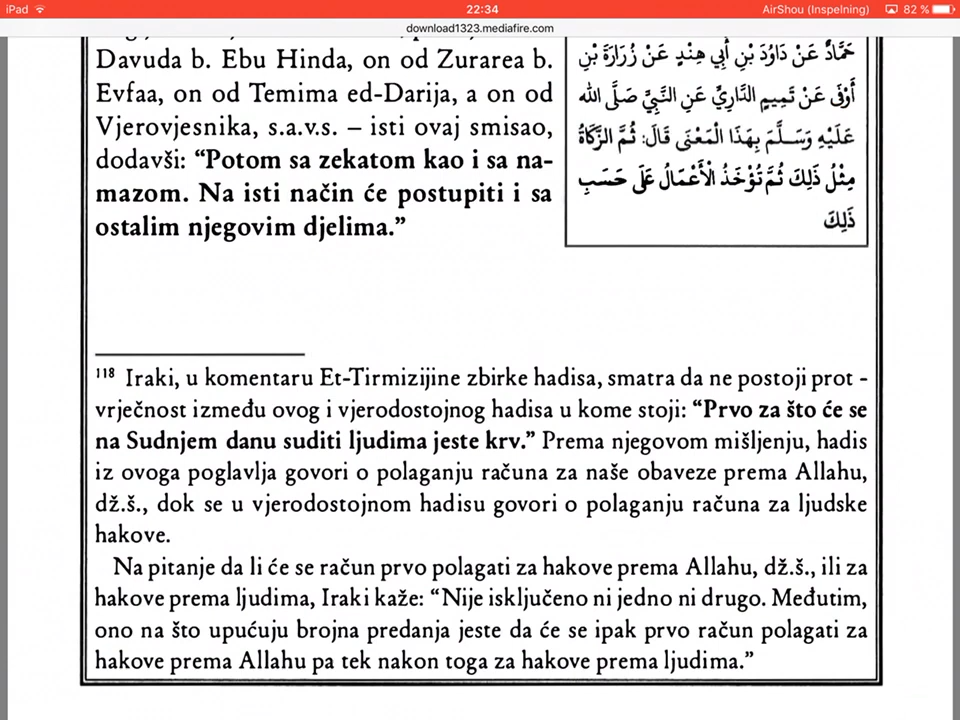 iPad 22:34 AirShou (Inspelning) 82 %
download1323.mediafire.com
Davuda b. Ebu Hinda, on od Zurarea b.
Evfaa, on od Temima ed-Darija, a on od
Vjerovjesnika, s.a.v.s. – isti ovaj smisao,
dodavši: “Potom sa zekatom kao i sa na-
mazom. Na isti način će postupiti i sa
ostalim njegovim djelima.”
حَمَّادٌ عَنْ دَاوُدَ بْنِ أَبِي هِنْدٍ عَنْ زُرَارَةَ بْنِ
أَوْفَى عَنْ تَمِيمٍ الدَّارِيِّ عَنِ النَّبِيِّ صَلَّى الله
عَلَيْهِ وَسَلَّمَ بِهَذَا الْمَعْنَى قَالَ: ثُمَّ الزَّكَاةُ
مِثْلُ ذَلِكَ ثُمَّ تُؤْخَذُ الْأَعْمَالُ عَلَى حَسَبِ
ذَلِكَ
118 Iraki, u komentaru Et-Tirmizijine zbirke hadisa, smatra da ne postoji prot -
vrječnost između ovog i vjerodostojnog hadisa u kome stoji: “Prvo za što će se
na Sudnjem danu suditi ljudima jeste krv.” Prema njegovom mišljenju, hadis
iz ovoga poglavlja govori o polaganju računa za naše obaveze prema Allahu,
dž.š., dok se u vjerodostojnom hadisu govori o polaganju računa za ljudske
hakove.
Na pitanje da li će se račun prvo polagati za hakove prema Allahu, dž.š., ili za
hakove prema ljudima, Iraki kaže: “Nije isključeno ni jedno ni drugo. Međutim,
ono na što upućuju brojna predanja jeste da će se ipak prvo račun polagati za
hakove prema Allahu pa tek nakon toga za hakove prema ljudima.”